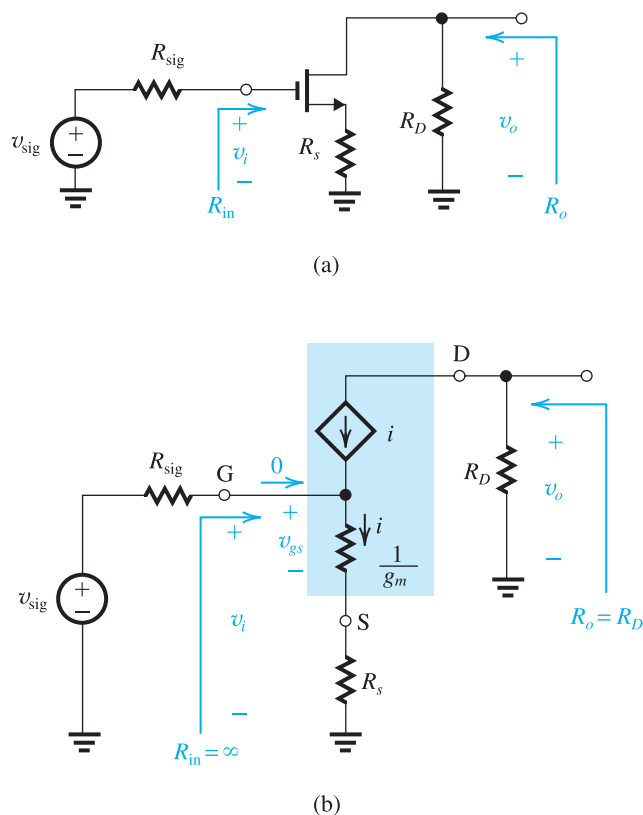 R_sig
v_sig
+
−
+
v_i
−
R_in
R_s
R_D
+
v_o
−
R_o
(a)
D
i
R_sig
G
0
+
+
v_gs
−
i
1/g_m
R_D
+
v_o
−
v_sig
+
−
v_i
−
S
R_s
R_o = R_D
R_in = ∞
(b)